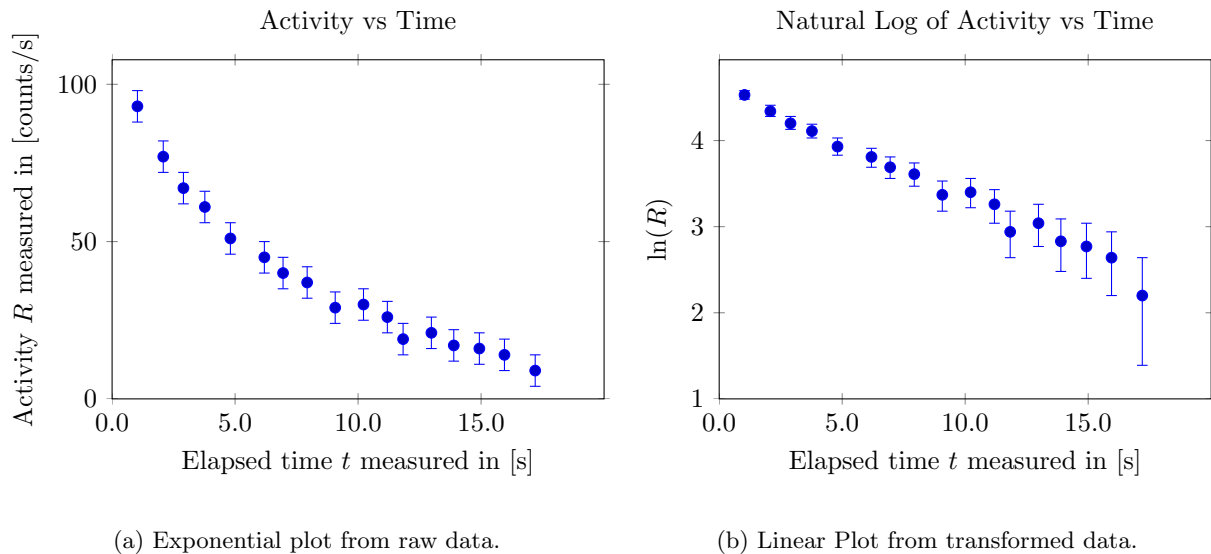 Activity vs Time
Activity R measured in [counts/s]
100
50
0
0.0 5.0 10.0 15.0
Elapsed time t measured in [s]
(a) Exponential plot from raw data.
Natural Log of Activity vs Time
ln(R)
4
3
2
1
0.0 5.0 10.0 15.0
Elapsed time t measured in [s]
(b) Linear Plot from transformed data.